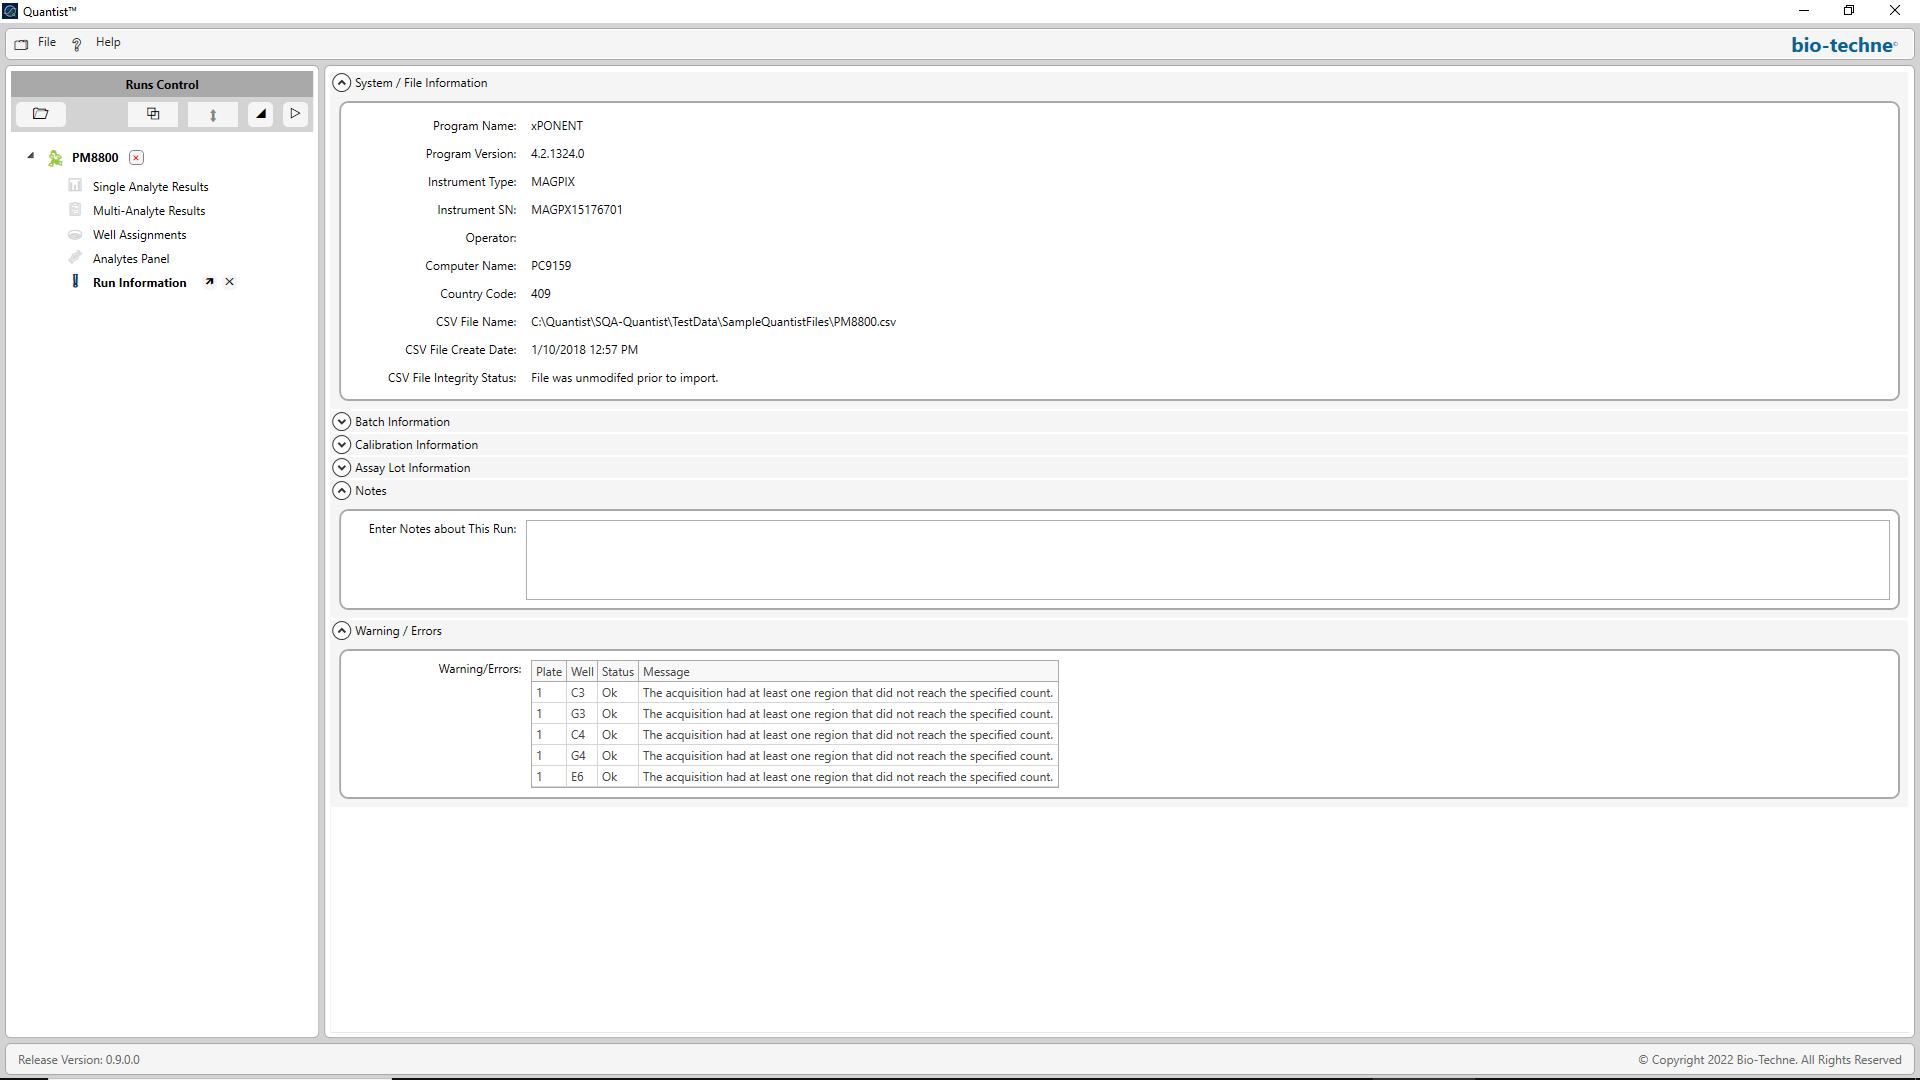 Quantist™
File Help
bio-techne®
Runs Control
PM8800
Single Analyte Results
Multi-Analyte Results
Well Assignments
Analytes Panel
Run Information
System / File Information
Program Name: xPONENT
Program Version: 4.2.1324.0
Instrument Type: MAGPIX
Instrument SN: MAGPX15176701
Operator:
Computer Name: PC9159
Country Code: 409
CSV File Name: C:\Quantist\SQA-Quantist\TestData\SampleQuantistFiles\PM8800.csv
CSV File Create Date: 1/10/2018 12:57 PM
CSV File Integrity Status: File was unmodifed prior to import.
Batch Information
Calibration Information
Assay Lot Information
Notes
Enter Notes about This Run:
Warning / Errors
Warning/Errors: Plate Well Status Message
1 C3 Ok The acquisition had at least one region that did not reach the specified count.
1 G3 Ok The acquisition had at least one region that did not reach the specified count.
1 C4 Ok The acquisition had at least one region that did not reach the specified count.
1 G4 Ok The acquisition had at least one region that did not reach the specified count.
1 E6 Ok The acquisition had at least one region that did not reach the specified count.
Release Version: 0.9.0.0
© Copyright 2022 Bio-Techne. All Rights Reserved